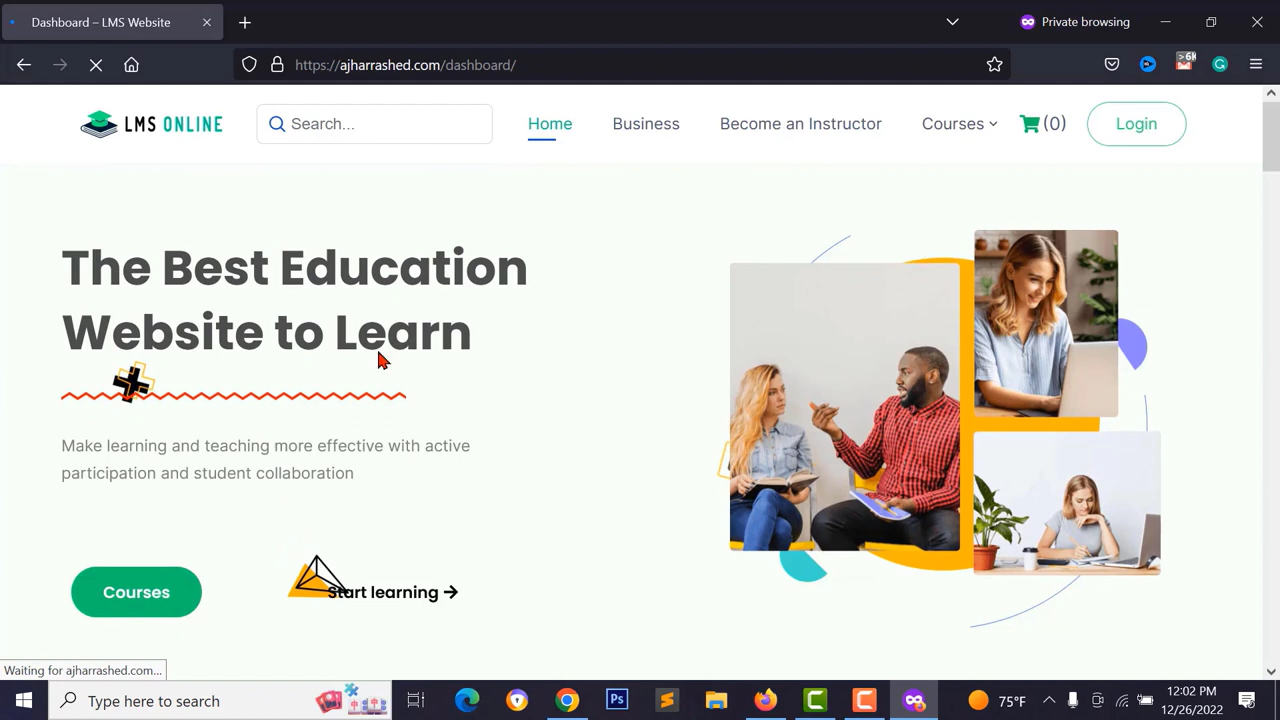 Dashboard – LMS Website
Private browsing
https://ajharrashed.com/dashboard/
>6K
LMS ONLINE
Search...
Home
Business
Become an Instructor
Courses
(0)
Login
The Best Education
Website to Learn
Make learning and teaching more effective with active
participation and student collaboration
Courses
Start learning
Waiting for ajharrashed.com...
Type here to search
Ps
75°F
12:02 PM
12/26/2022